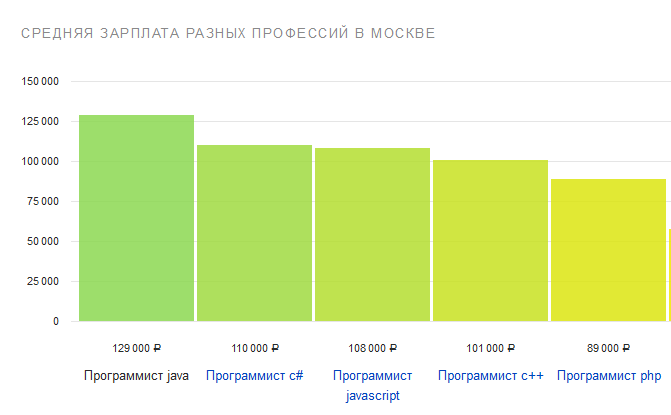 СРЕДНЯЯ ЗАРПЛАТА РАЗНЫХ ПРОФЕССИЙ В МОСКВЕ
150 000
125 000
100 000
75 000
50 000
25 000
0
129 000 ₽ 110 000 ₽ 108 000 ₽ 101 000 ₽ 89 000 ₽
Программист java Программист c# Программист Программист c++ Программист php
javascript